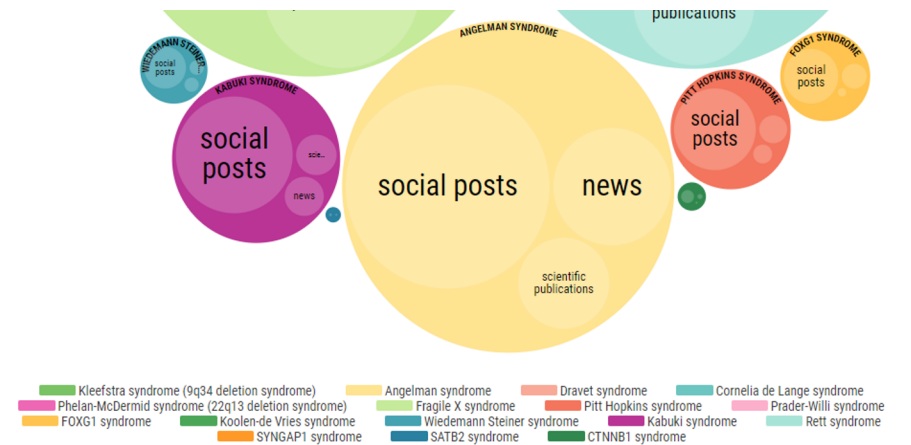 publications
ANGELMAN SYNDROME
WIEDEMANN STEINER...
social
posts
KABUKI SYNDROME
social
posts
scie...
news
social posts
news
scientific
publications
PITT HOPKINS SYNDROME
social
posts
FOXG1 SYNDROME
social
posts
Kleefstra syndrome (9q34 deletion syndrome) Angelman syndrome Dravet syndrome Cornelia de Lange syndrome
Phelan-McDermid syndrome (22q13 deletion syndrome) Fragile X syndrome Pitt Hopkins syndrome Prader-Willi syndrome
FOXG1 syndrome Koolen-de Vries syndrome Wiedemann Steiner syndrome Kabuki syndrome Rett syndrome
SYNGAP1 syndrome SATB2 syndrome CTNNB1 syndrome